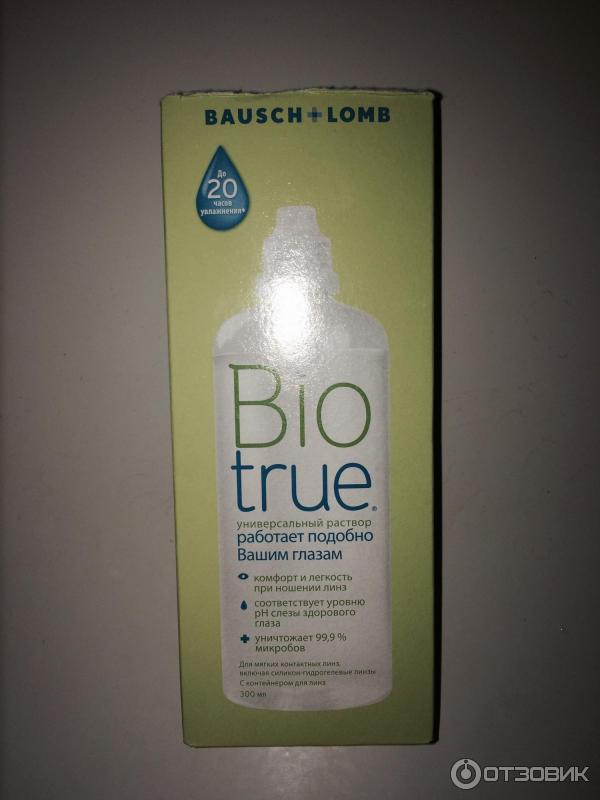 BAUSCH + LOMB
До
20
часов
увлажнения*
Bio
true®
универсальный раствор
работает подобно
Вашим глазам
комфорт и легкость
при ношении линз
соответствует уровню
pH слезы здорового
глаза
уничтожает 99,9 %
микробов
Для мягких контактных линз,
включая силикон-гидрогелевые линзы
С контейнером для линз
300 мл
ОТЗОВИК